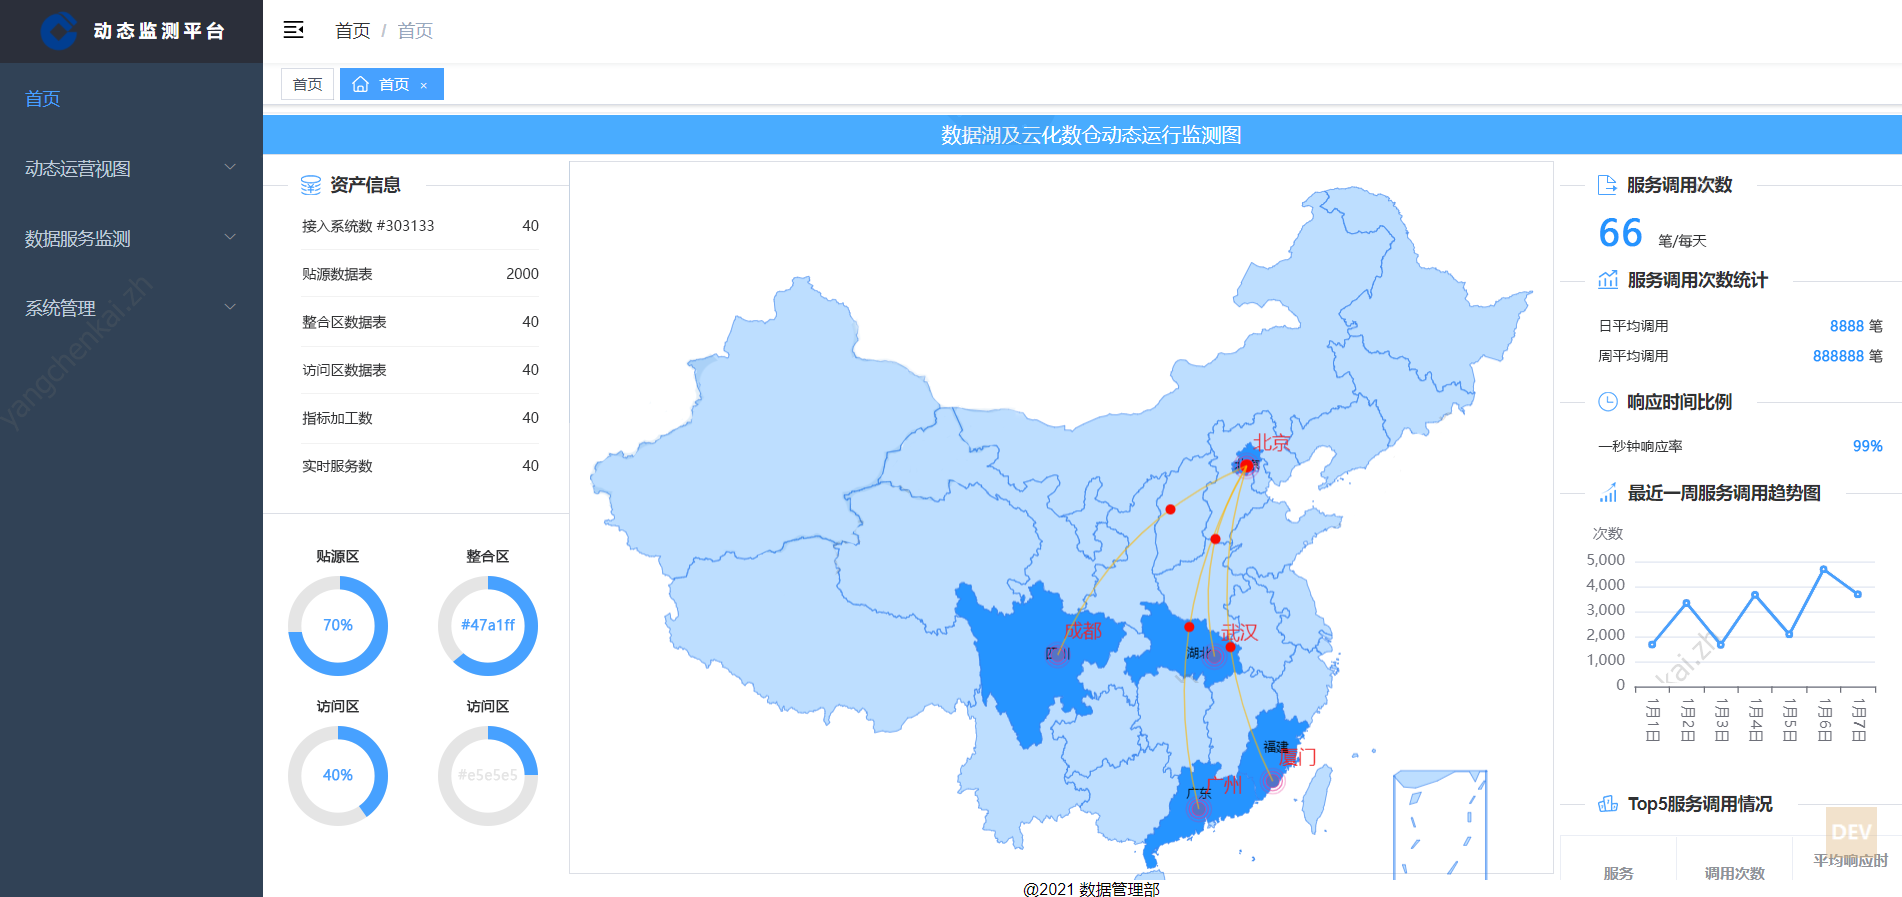 动态监测平台
首页 / 首页
首页
首页 ×
首页
动态运营视图
数据服务监测
系统管理
yangchenkai.zh
数据湖及云化数仓动态运行监测图
资产信息
接入系统数 #303133 40
贴源数据表 2000
整合区数据表 40
访问区数据表 40
指标加工数 40
实时服务数 40
贴源区
70%
整合区
#47a1ff
访问区
40%
访问区
#e5e5e5
北京
北京
成都
四川
武汉
湖北
福建
厦门
广州
广东
服务调用次数
66 笔/每天
服务调用次数统计
日平均调用 8888 笔
周平均调用 888888 笔
响应时间比例
一秒钟响应率 99%
最近一周服务调用趋势图
次数
5,000
4,000
3,000
2,000
1,000
0
1月1日
1月2日
1月3日
1月4日
1月5日
1月6日
1月7日
kai.zh
Top5服务调用情况
DEV
服务 调用次数 平均响应时
@2021 数据管理部